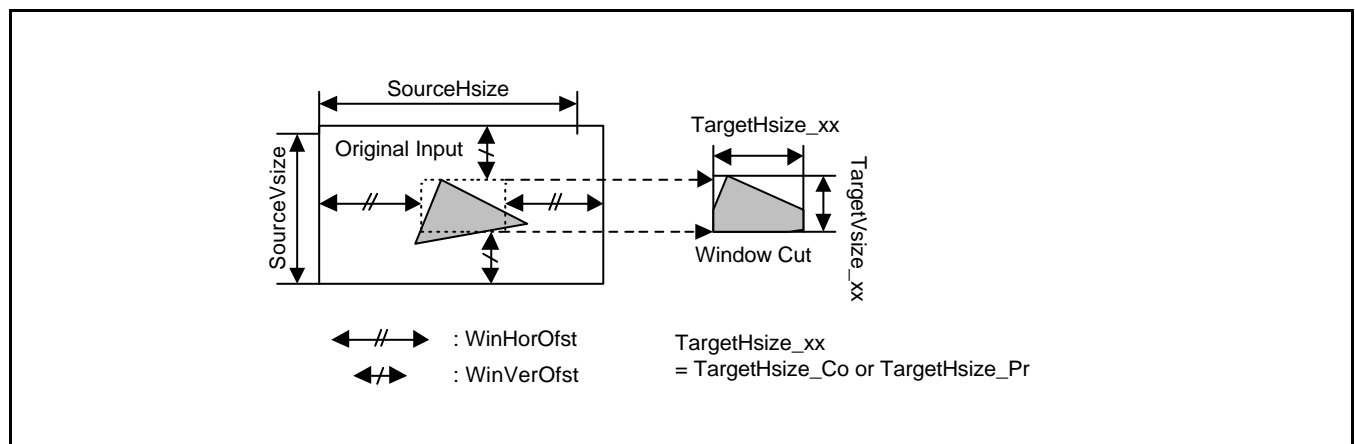 SourceHsize
TargetHsize_xx
Original Input
SourceVsize
TargetVsize_xx
Window Cut
: WinHorOfst
: WinVerOfst
TargetHsize_xx
= TargetHsize_Co or TargetHsize_Pr